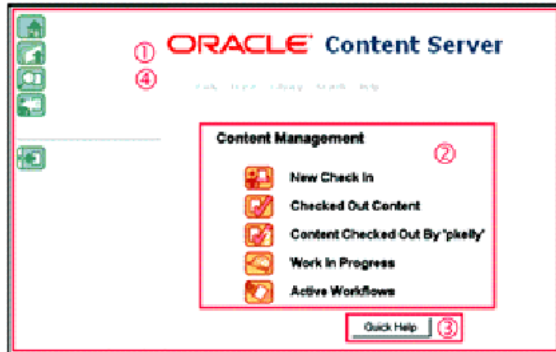 ① ORACLE Content Server
④
Content Management
②
New Check In
Checked Out Content
Content Checked Out By 'pkelly'
Work In Progress
Active Workflows
Quick Help ③